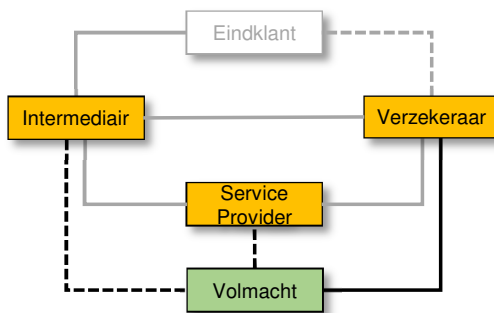 Eindklant
Intermediair
Verzekeraar
Service
Provider
Volmacht